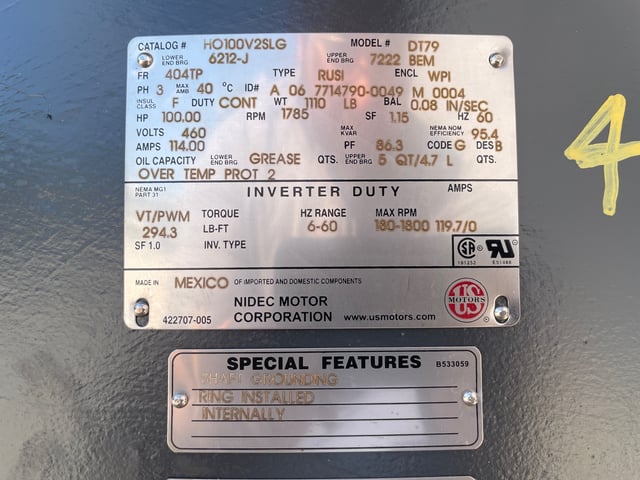 CATALOG # HO100V2SLG MODEL # DT79
LOWER END BRG 6212-J UPPER END BRG 7222 BEM
FR 404TP TYPE RUSI ENCL WPI
PH 3 MAX AMB 40 °C ID# A 06 7714790-0049 M 0004
INSUL CLASS F DUTY CONT WT 1110 LB BAL 0.08 IN/SEC
HP 100.00 RPM 1785 SF 1.15 HZ 60
VOLTS 460 MAX KVAR NEMA NOM EFFICIENCY 95.4
AMPS 114.00 PF 86.3 CODE G DES B
OIL CAPACITY LOWER END BRG GREASE QTS. UPPER END BRG 5 QT/4.7 L QTS.
OVER TEMP PROT 2
NEMA MG1 PART 31 INVERTER DUTY AMPS
VT/PWM TORQUE HZ RANGE MAX RPM
294.3 LB-FT 6-60 180-1800 119.7/0
SF 1.0 INV. TYPE
SA 191252
RU E51488
MADE IN MEXICO OF IMPORTED AND DOMESTIC COMPONENTS
NIDEC MOTOR
422707-005 CORPORATION www.usmotors.com
US MOTORS
4
SPECIAL FEATURES B533059
SHAFT GROUNDING
RING INSTALLED
INTERNALLY